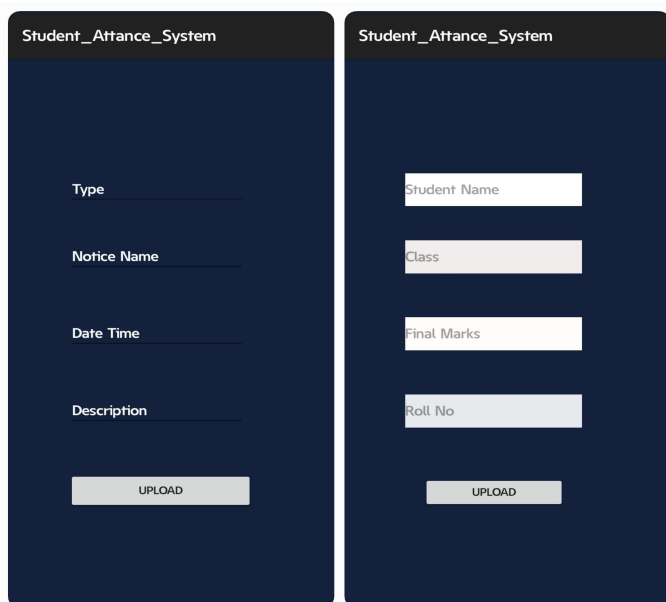 Student_Attance_System
Type
Notice Name
Date Time
Description
UPLOAD
Student_Attance_System
Student Name
Class
Final Marks
Roll No
UPLOAD